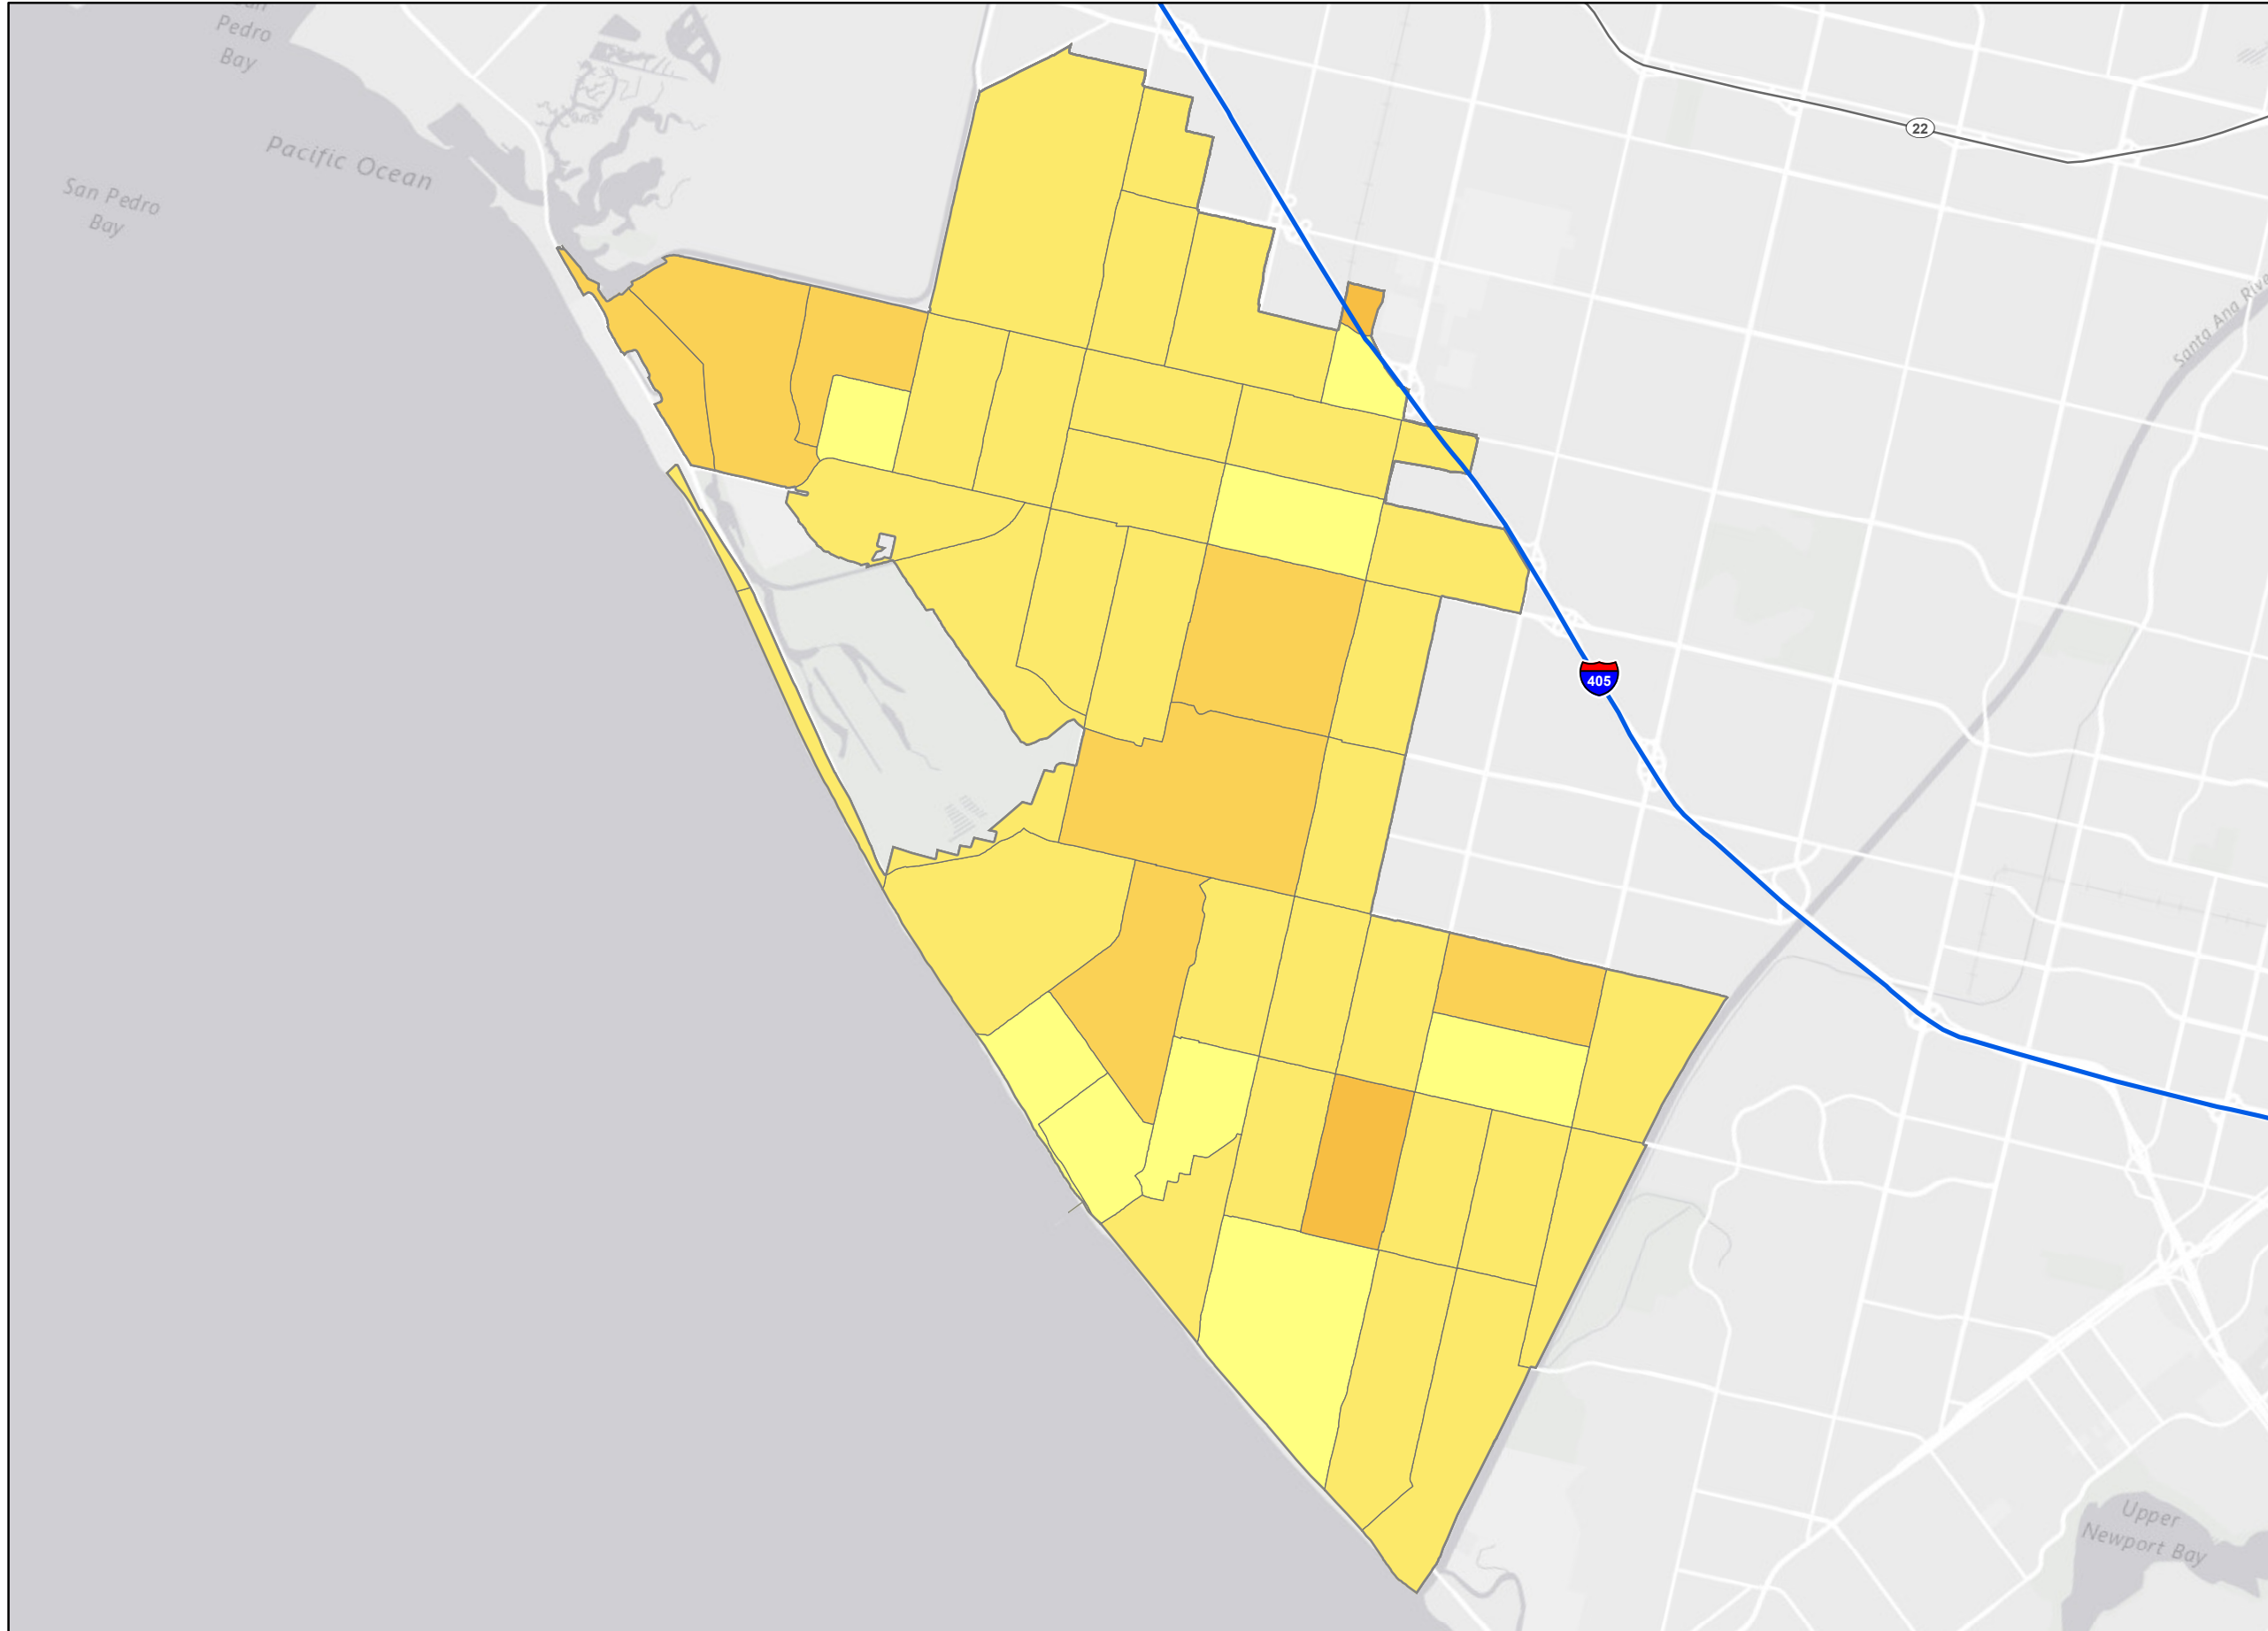 Pedro
Bay
Pacific Ocean
San Pedro
Bay
22
Santa Ana Rive
405
Upper
Newport Bay